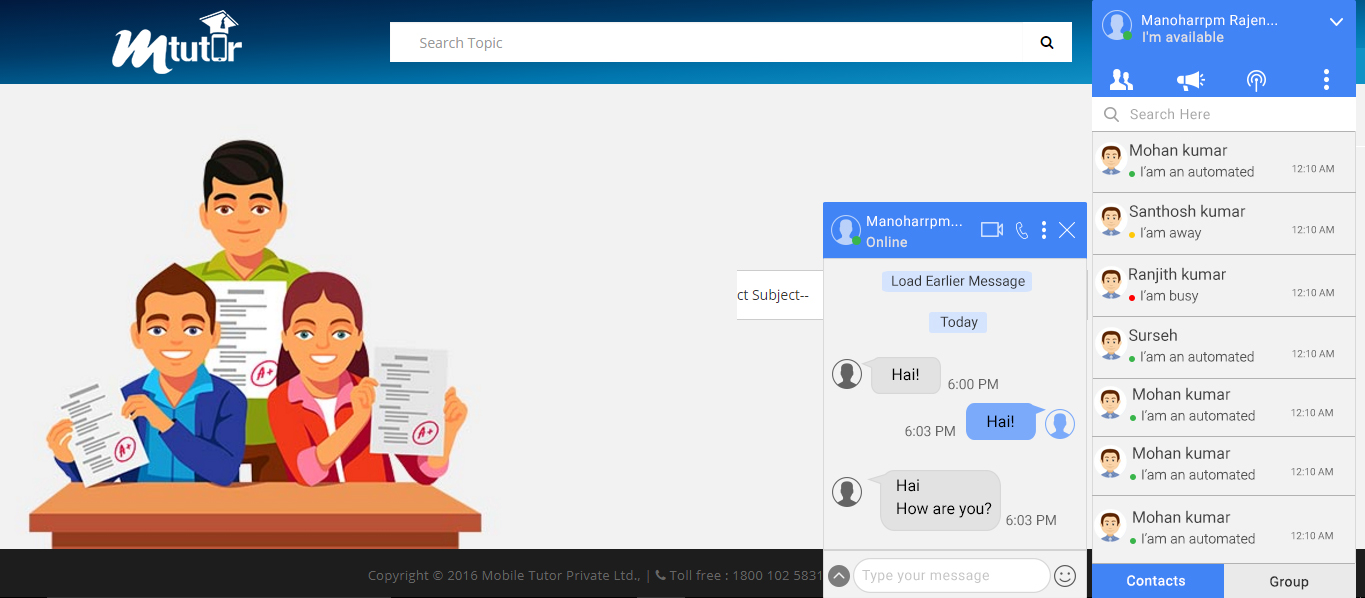 Mtutor
Search Topic
Manoharrpm Rajen...
I'm available
Search Here
Mohan kumar
I'am an automated
12:10 AM
Santhosh kumar
I'am away
12:10 AM
Ranjith kumar
I'am busy
12:10 AM
Surseh
I'am an automated
12:10 AM
Mohan kumar
I'am an automated
12:10 AM
Mohan kumar
I'am an automated
12:10 AM
Mohan kumar
I'am an automated
12:10 AM
Contacts
Group
Manoharrpm...
Online
Load Earlier Message
Today
Hai!
6:00 PM
Hai!
6:03 PM
Hai
How are you?
6:03 PM
Type your message
ct Subject--
A+
A+
A+
Copyright © 2016 Mobile Tutor Private Ltd., | Toll free : 1800 102 5831